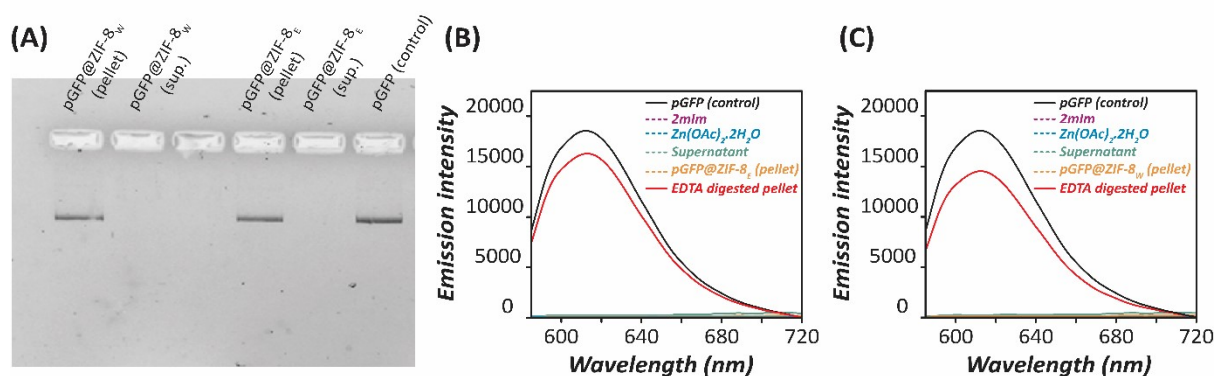 (A)
pGFP@ZIF-8W
(pellet)
pGFP@ZIF-8W
(sup.)
pGFP@ZIF-8E
(pellet)
pGFP@ZIF-8E
(sup.)
pGFP (control)
(B)
Emission intensity
20000
15000
10000
5000
0
600
640
680
720
Wavelength (nm)
pGFP (control)
2mIm
Zn(OAc)2.2H2O
Supernatant
pGFP@ZIF-8E (pellet)
EDTA digested pellet
(C)
Emission intensity
20000
15000
10000
5000
0
600
640
680
720
Wavelength (nm)
pGFP (control)
2mIm
Zn(OAc)2.2H2O
Supernatant
pGFP@ZIF-8W (pellet)
EDTA digested pellet